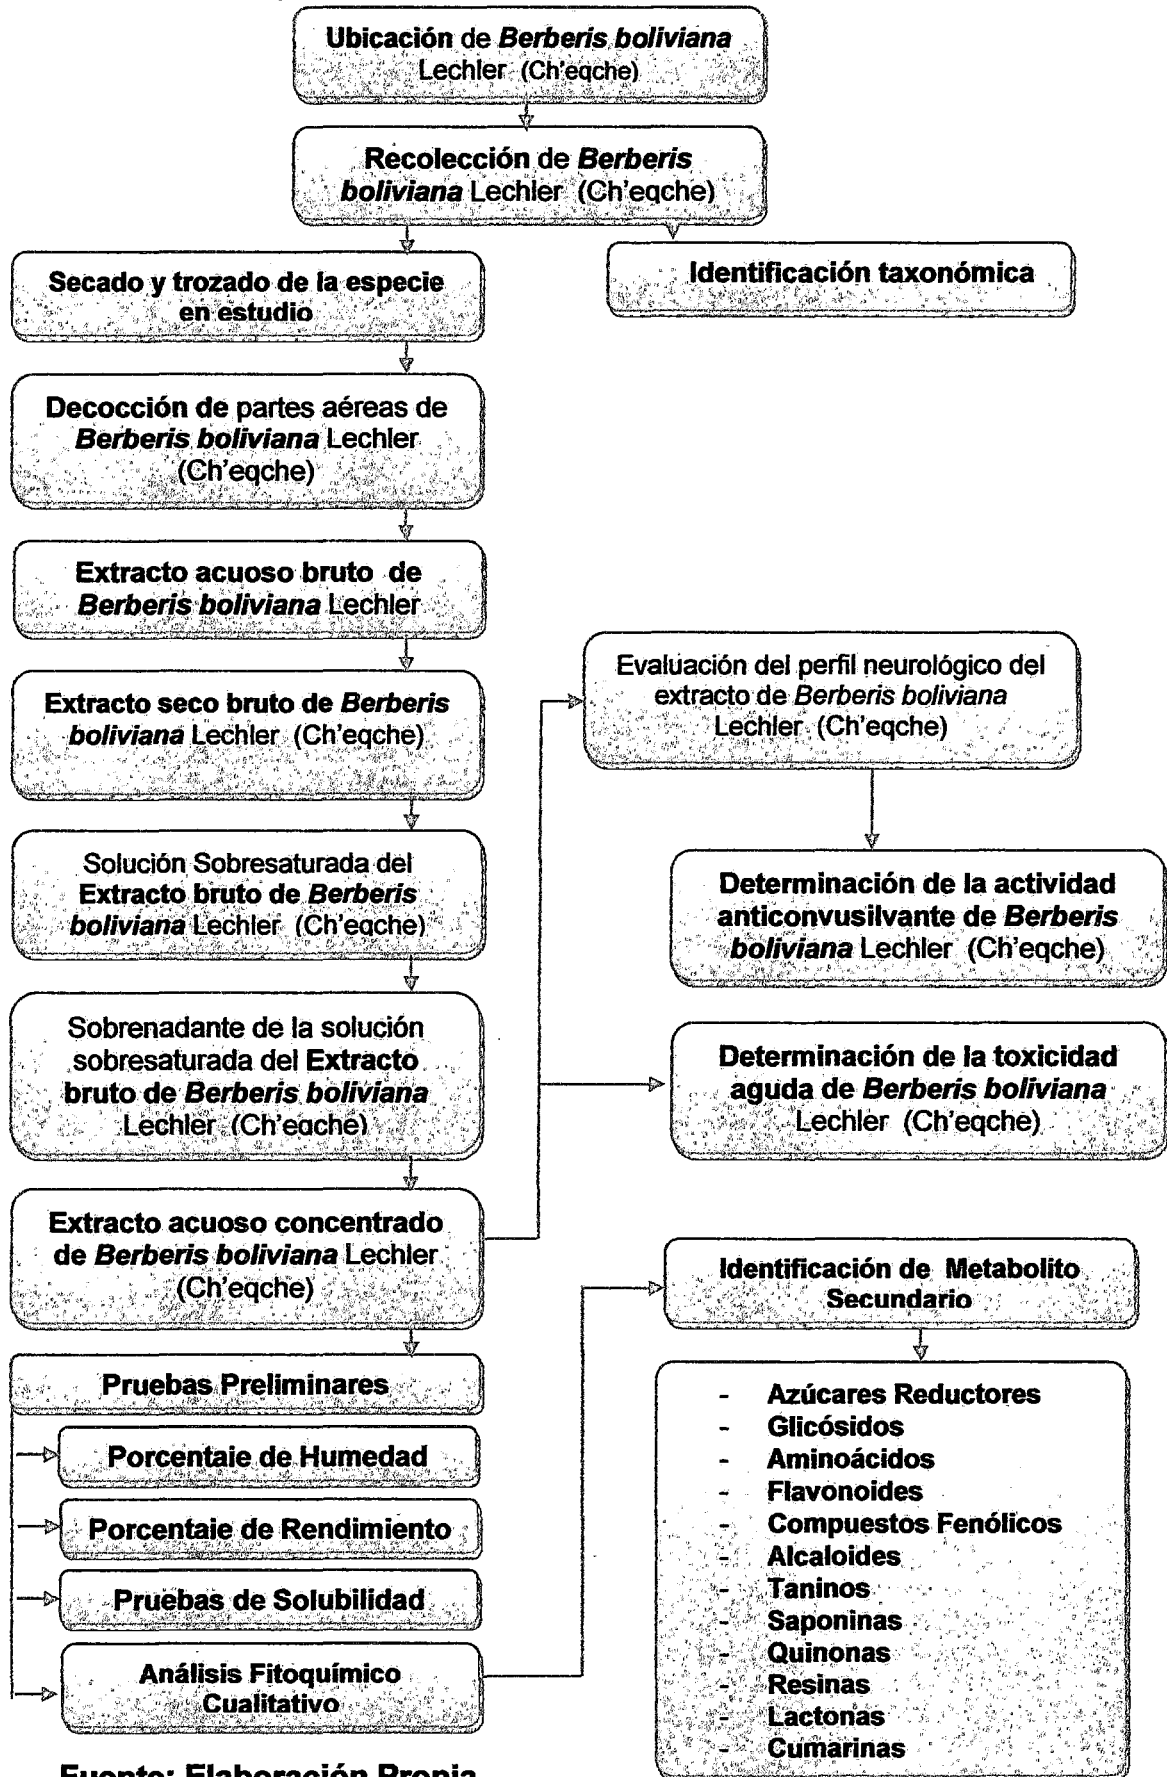 Ubicación de Berberis boliviana
Lechler (Ch'eqche)
Recolección de Berberis
boliviana Lechler (Ch'eqche)
Identificación taxonómica
Secado y trozado de la especie
en estudio
Decocción de partes aéreas de
Berberis boliviana Lechler
(Ch'eqche)
Extracto acuoso bruto de
Berberis boliviana Lechler
Extracto seco bruto de Berberis
boliviana Lechler (Ch'eqche)
Solución Sobresaturada del
Extracto bruto de Berberis
boliviana Lechler (Ch'eqche)
Sobrenadante de la solución
sobresaturada del Extracto
bruto de Berberis boliviana
Lechler (Ch'eqche)
Extracto acuoso concentrado
de Berberis boliviana Lechler
(Ch'eqche)
Evaluación del perfil neurológico del
extracto de Berberis boliviana
Lechler (Ch'eqche)
Determinación de la actividad
anticonvusilvante de Berberis
boliviana Lechler (Ch'eqche)
Determinación de la toxicidad
aguda de Berberis boliviana
Lechler (Ch'eqche)
Pruebas Preliminares
Porcentaje de Humedad
Porcentaje de Rendimiento
Pruebas de Solubilidad
Análisis Fitoquímico
Cualitativo
Identificación de Metabolito
Secundario
- Azúcares Reductores
- Glicósidos
- Aminoácidos
- Flavonoides
- Compuestos Fenólicos
- Alcaloides
- Taninos
- Saponinas
- Quinonas
- Resinas
- Lactonas
- Cumarinas
Fuente: Elaboración Propia